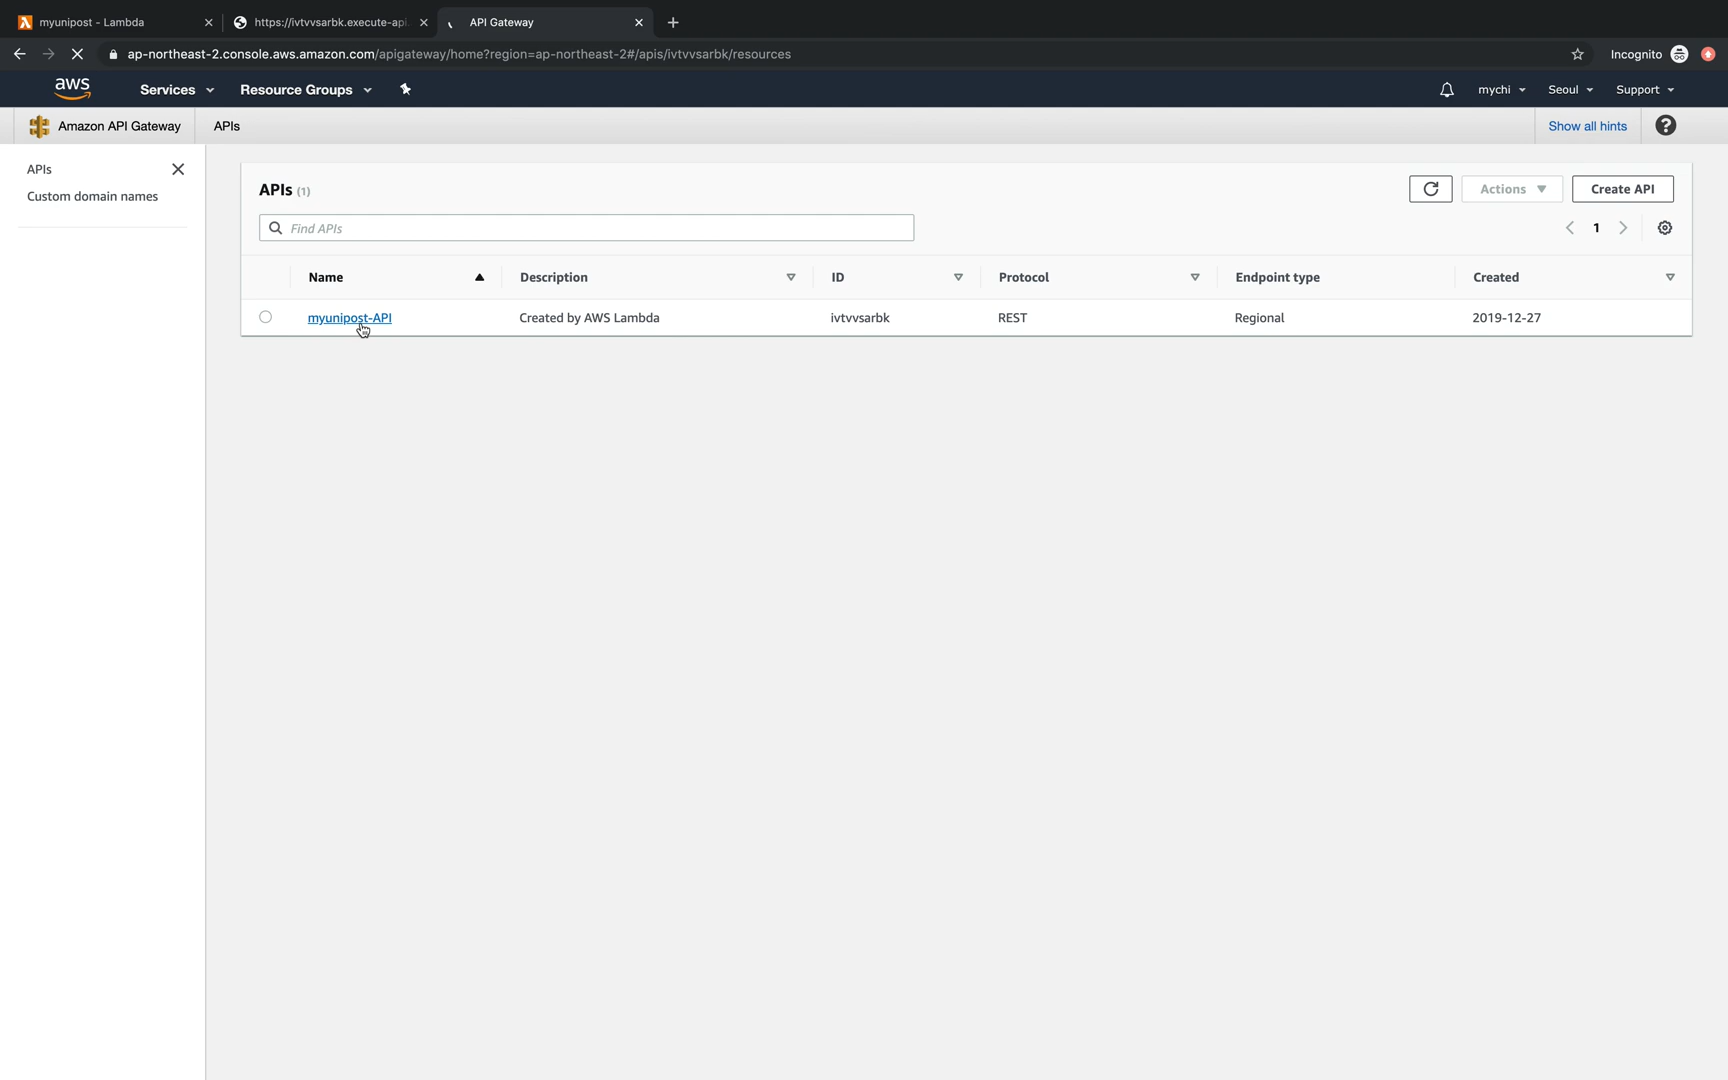 myunipost - Lambda
https://ivtvvsarbk.execute-api.
API Gateway
ap-northeast-2.console.aws.amazon.com/apigateway/home?region=ap-northeast-2#/apis/ivtvvsarbk/resources
Incognito
aws
Services
Resource Groups
mychi
Seoul
Support
Amazon API Gateway
APIs
Show all hints
?
APIs
Custom domain names
APIs (1)
Actions
Create API
Find APIs
1
Name
Description
ID
Protocol
Endpoint type
Created
myunipost-API
Created by AWS Lambda
ivtvvsarbk
REST
Regional
2019-12-27